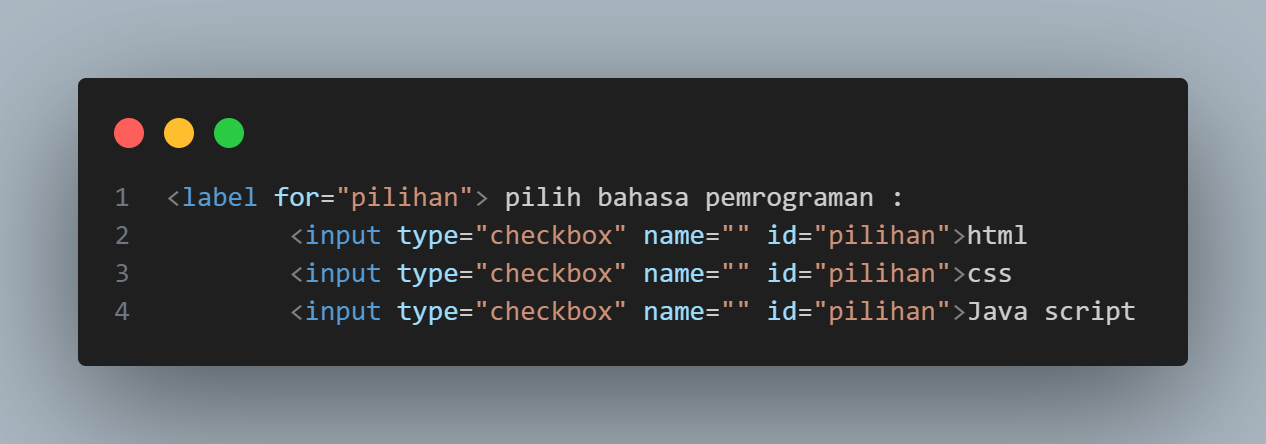 1 <label for="pilihan"> pilih bahasa pemrograman :
2 <input type="checkbox" name="" id="pilihan">html
3 <input type="checkbox" name="" id="pilihan">css
4 <input type="checkbox" name="" id="pilihan">Java script